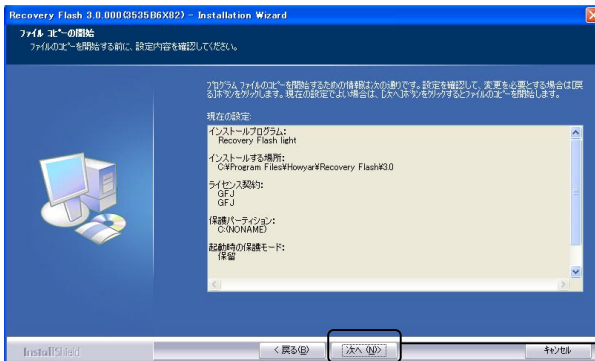 Recovery Flash 3.0.000(3535B6X82) - Installation Wizard
ファイル コピーの開始
ファイルのコピーを開始する前に、設定内容を確認してください。
プログラム ファイルのコピーを開始するための情報は次の通りです。設定を確認して、変更を必要とする場合は[戻
る]ボタンをクリックします。現在の設定でよい場合は、[次へ]ボタンをクリックするとファイルのコピーを開始します。
現在の設定:
インストールプログラム:
Recovery Flash light
インストールする場所:
C:¥Program Files¥Howyar¥Recovery Flash¥3.0
ライセンス契約:
GFJ
GFJ
保護パーティション:
C:(NONAME)
起動時の保護モード:
保留
InstallShield
< 戻る(B)
次へ (N)>
キャンセル